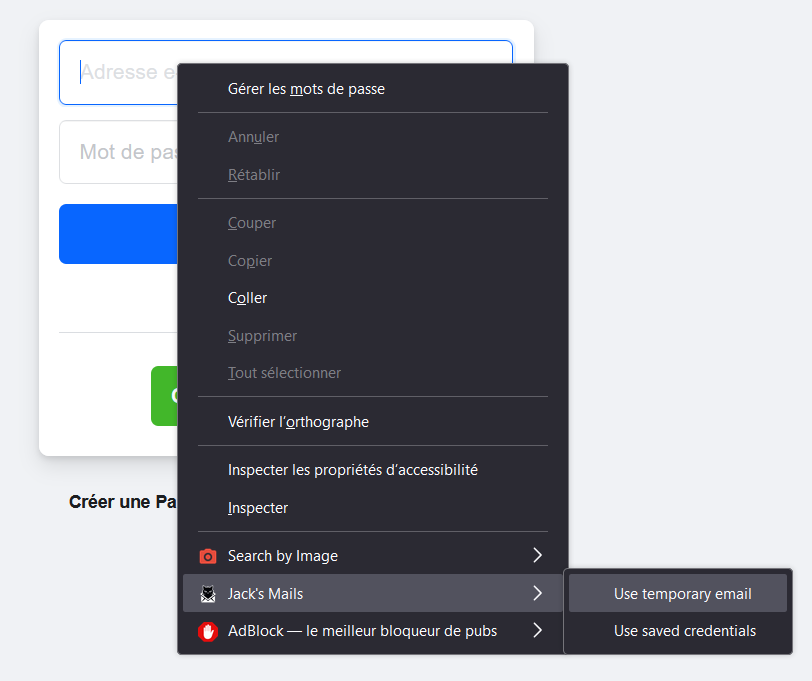 Adresse e
Gérer les mots de passe
Annuler
Mot de pas
Rétablir
Couper
Copier
Coller
Supprimer
Tout sélectionner
Vérifier l’orthographe
Inspecter les propriétés d’accessibilité
Créer une Pa
Inspecter
Search by Image
Jack's Mails
Use temporary email
AdBlock — le meilleur bloqueur de pubs
Use saved credentials